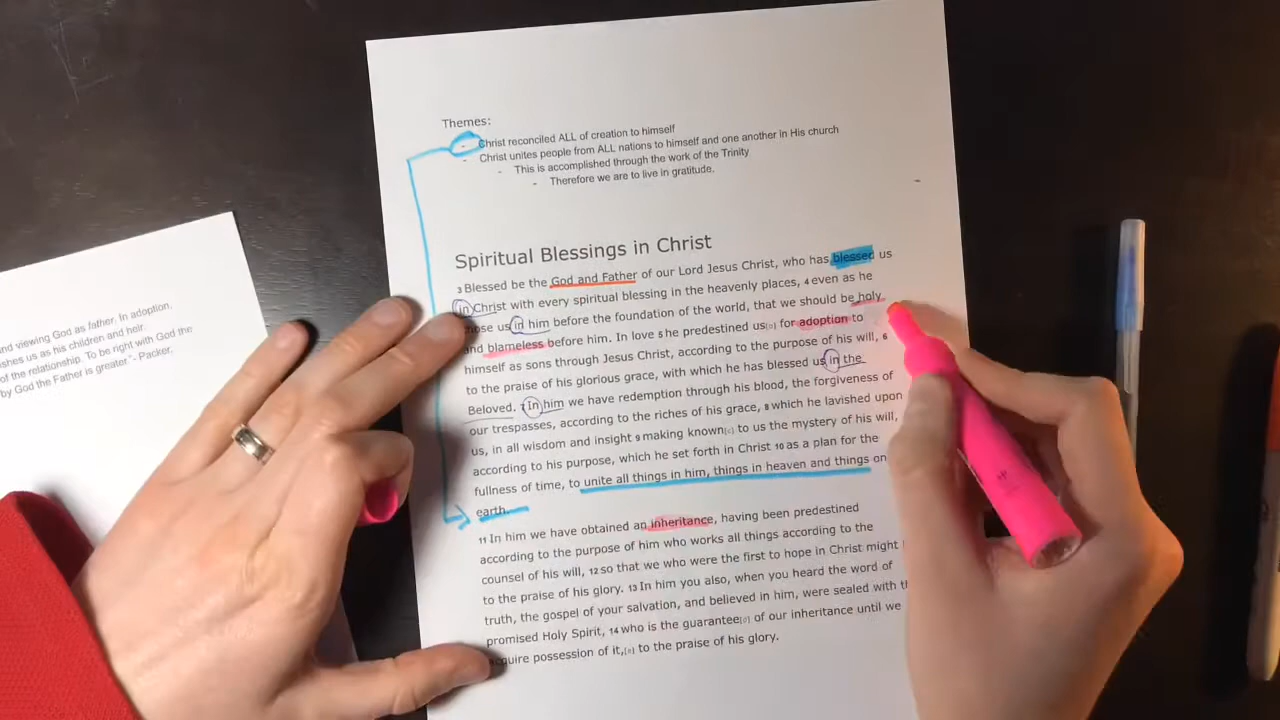 Themes:
- Christ reconciled ALL of creation to himself
- Christ unites people from ALL nations to himself and one another in His church
- This is accomplished through the work of the Trinity
- Therefore we are to live in gratitude.
Spiritual Blessings in Christ
3 Blessed be the God and Father of our Lord Jesus Christ, who has blessed us
in Christ with every spiritual blessing in the heavenly places, 4 even as he
hose us in him before the foundation of the world, that we should be holy
and blameless before him. In love 5 he predestined us for adoption to
himself as sons through Jesus Christ, according to the purpose of his will, 6
to the praise of his glorious grace, with which he has blessed us in the
Beloved. 7 In him we have redemption through his blood, the forgiveness of
our trespasses, according to the riches of his grace, 8 which he lavished upon
us, in all wisdom and insight 9 making known[c] to us the mystery of his will,
according to his purpose, which he set forth in Christ 10 as a plan for the
fullness of time, to unite all things in him, things in heaven and things on
earth.
11 In him we have obtained an inheritance, having been predestined
according to the purpose of him who works all things according to the
counsel of his will, 12 so that we who were the first to hope in Christ might
to the praise of his glory. 13 In him you also, when you heard the word of
truth, the gospel of your salvation, and believed in him, were sealed with th
promised Holy Spirit, 14 who is the guarantee of our inheritance until we
acquire possession of it, to the praise of his glory.
nd viewing God as father. In adoption,
shes us as his children and heir.
of the relationship. To be right with God the
by God the Father is greater." - Packer.